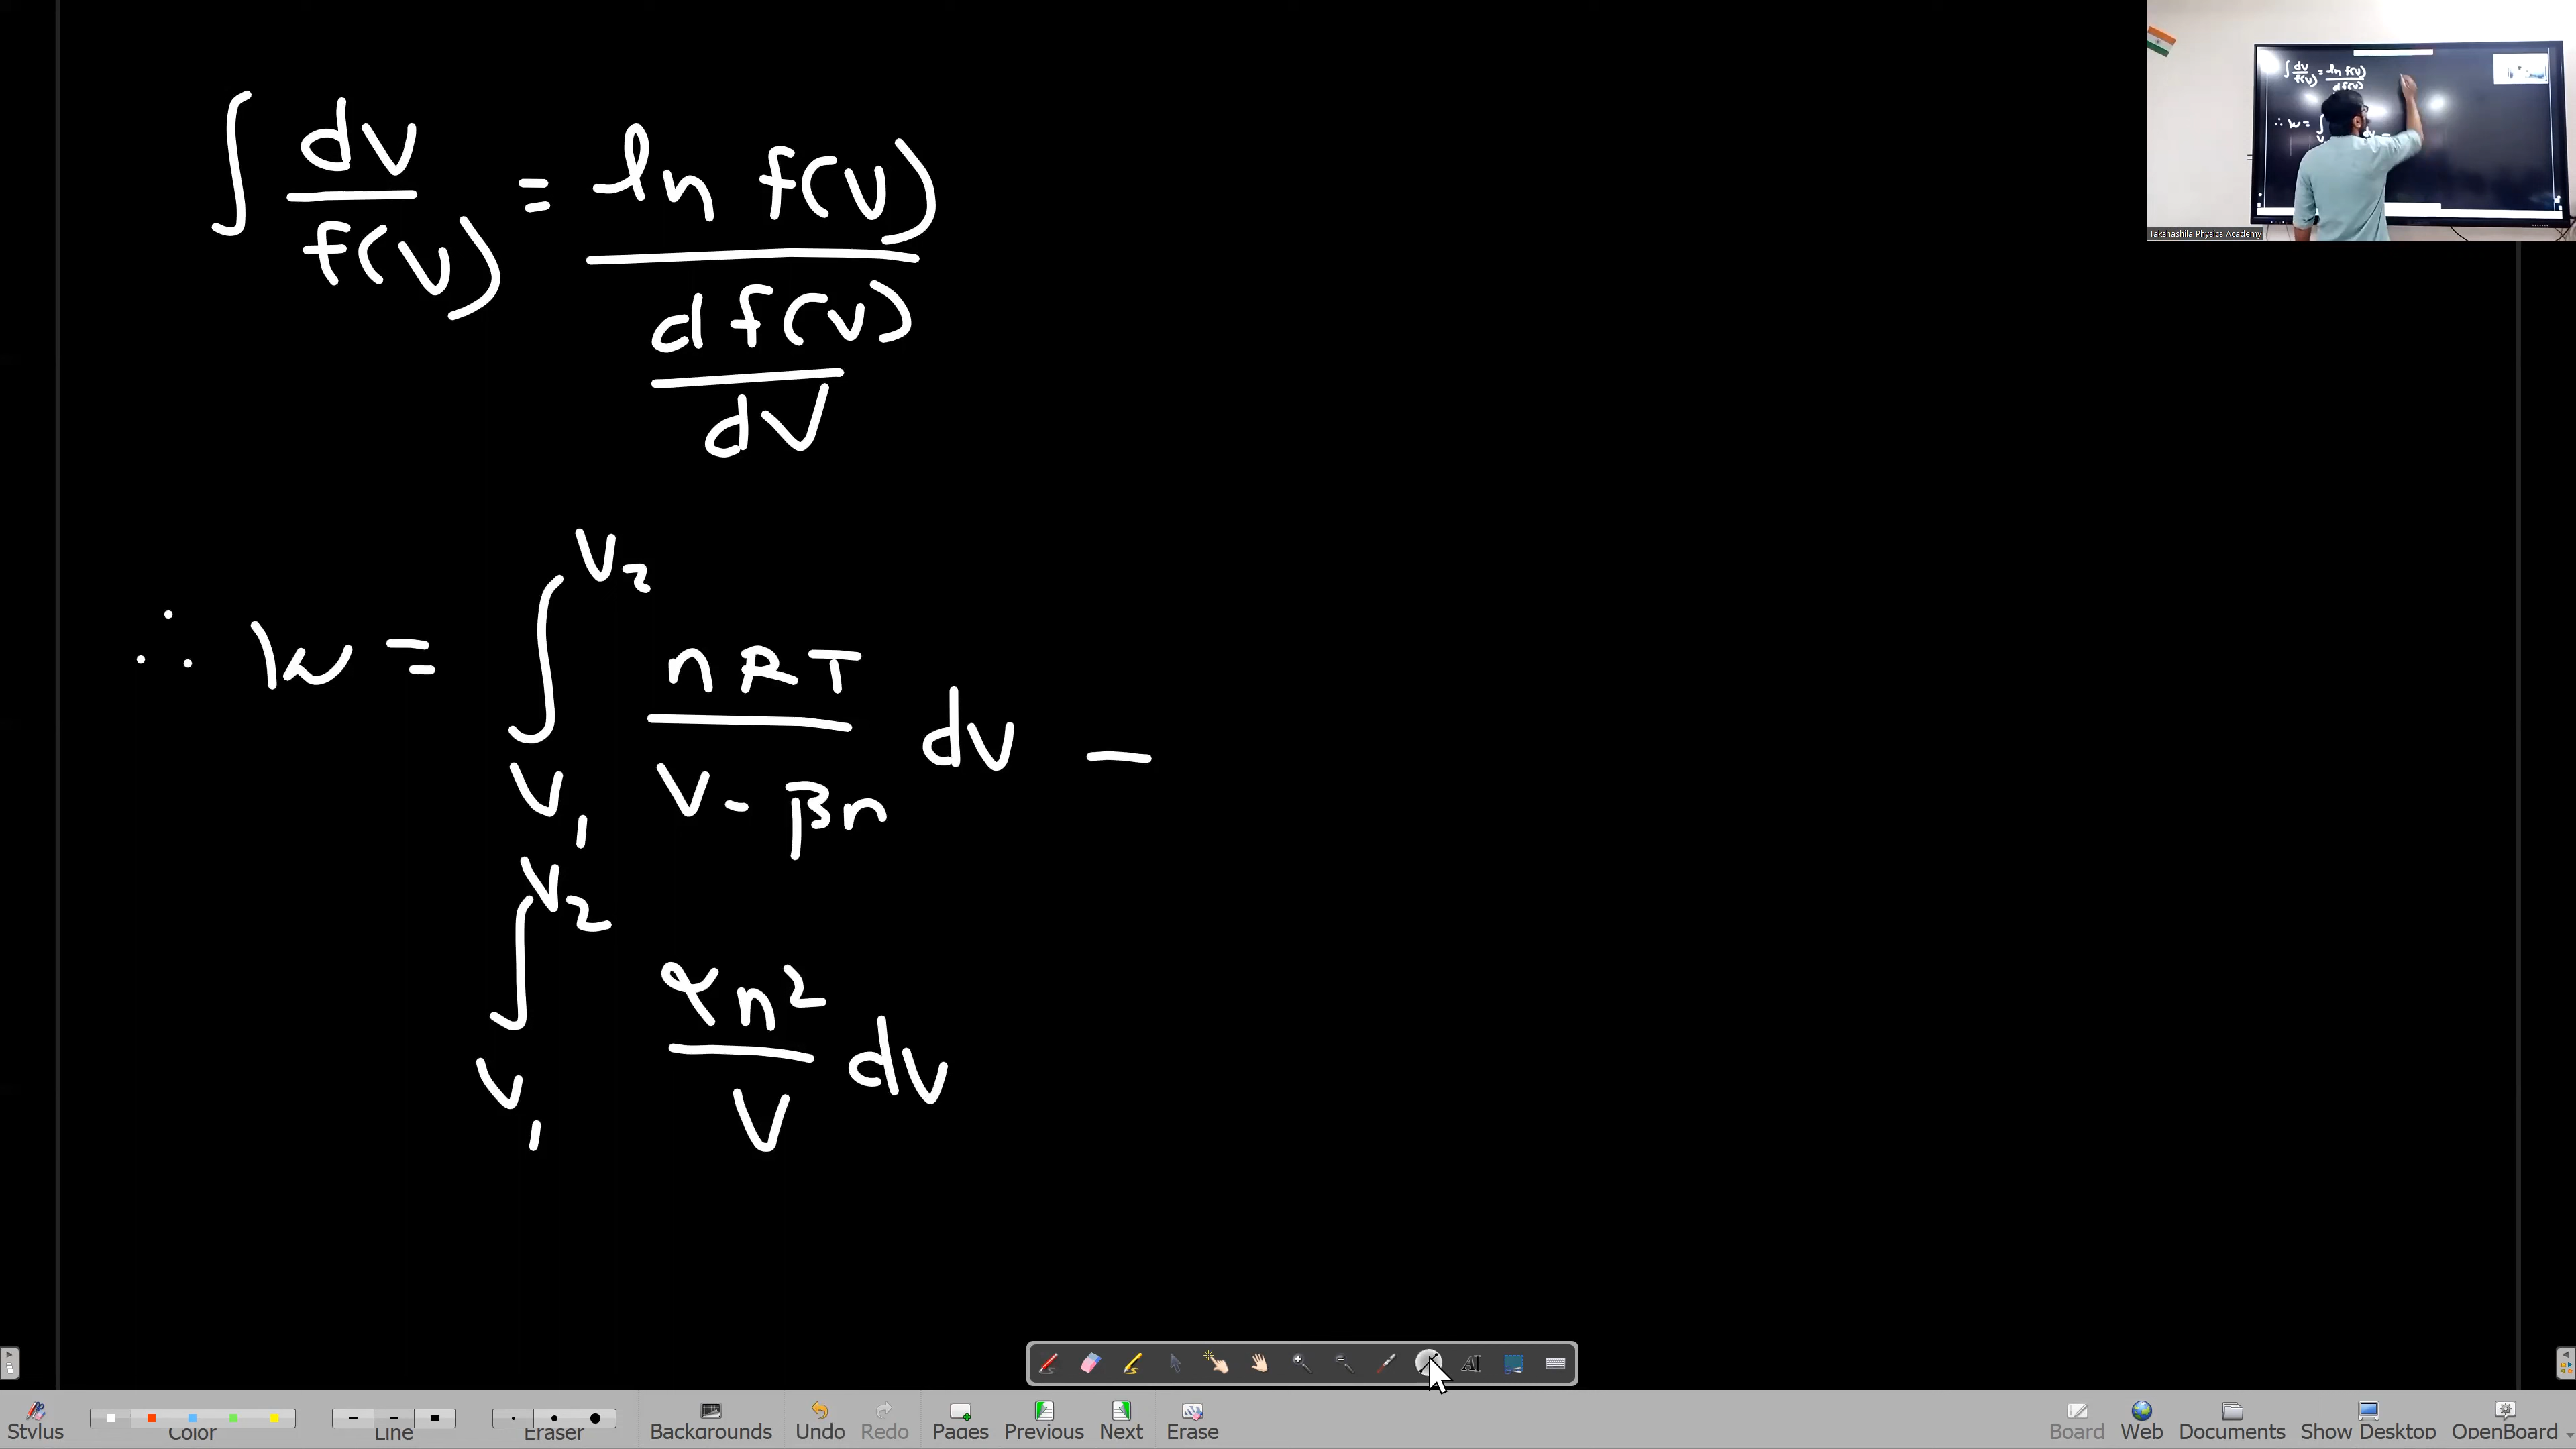 ∫ dv / f(v) = ln f(v) / (d f(v) / dV)
∴ W = ∫_{V₁}^{V₂} nRT / (V - βn) dV —
∫_{V₁}^{V₂} αn² / V dV
Takshashila Physics Academy
AI
Stylus Color Line Eraser Backgrounds Undo Redo Pages Previous Next Erase Board Web Documents Show Desktop OpenBoard